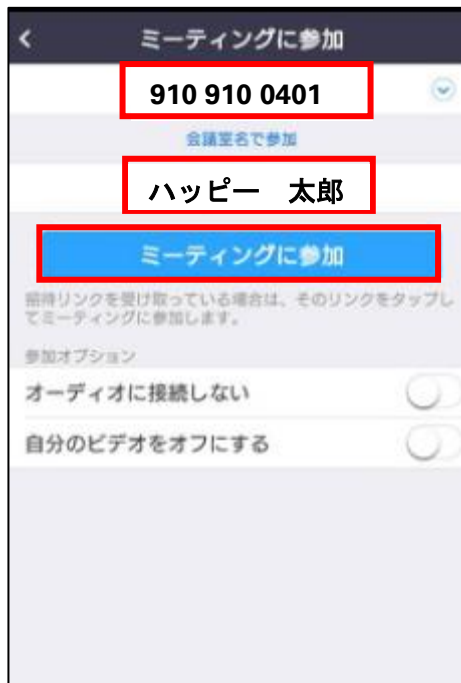 ミーティングに参加
910 910 0401
会議室名で参加
ハッピー　太郎
ミーティングに参加
招待リンクを受け取っている場合は、そのリンクをタップし
てミーティングに参加します。
参加オプション
オーディオに接続しない
自分のビデオをオフにする